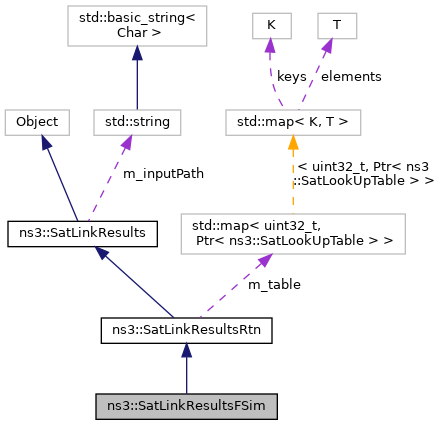 std::basic_string<
Char >
K
T
keys
elements
Object
std::string
std::map< K, T >
m_inputPath
< uint32_t, Ptr< ns3
::SatLookUpTable > >
ns3::SatLinkResults
std::map< uint32_t,
Ptr< ns3::SatLookUpTable > >
m_table
ns3::SatLinkResultsRtn
ns3::SatLinkResultsFSim